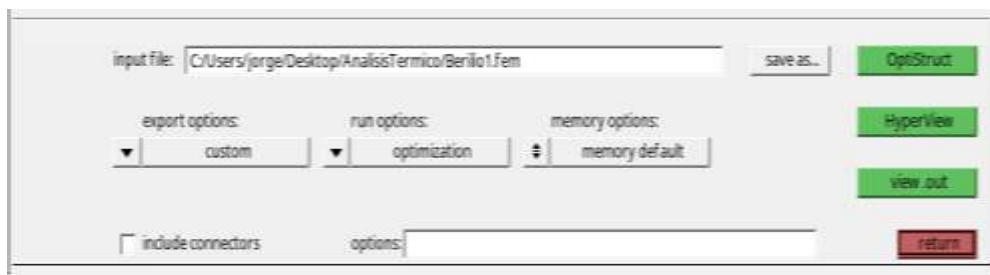 input file: C:/Users/jorge/Desktop/AnalisisTermico/Berilio1.fem save as... OptiStruct
export options: run options: memory options: HyperView
custom optimization memory default
view .out
include connectors options: return